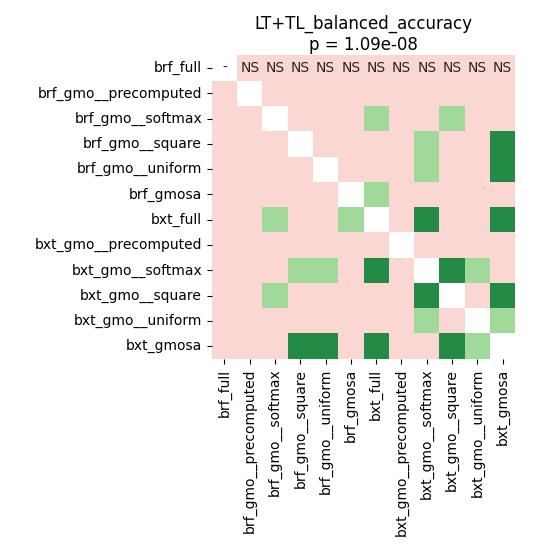 LT+TL_balanced_accuracy
p = 1.09e-08
brf_full - NS NS NS NS NS NS NS NS NS NS NS
brf_gmo__precomputed
brf_gmo__softmax
brf_gmo__square
brf_gmo__uniform
brf_gmosa
bxt_full
bxt_gmo__precomputed
bxt_gmo__softmax
bxt_gmo__square
bxt_gmo__uniform
bxt_gmosa
brf_full
brf_gmo__precomputed
brf_gmo__softmax
brf_gmo__square
brf_gmo__uniform
brf_gmosa
bxt_full
bxt_gmo__precomputed
bxt_gmo__softmax
bxt_gmo__square
bxt_gmo__uniform
bxt_gmosa